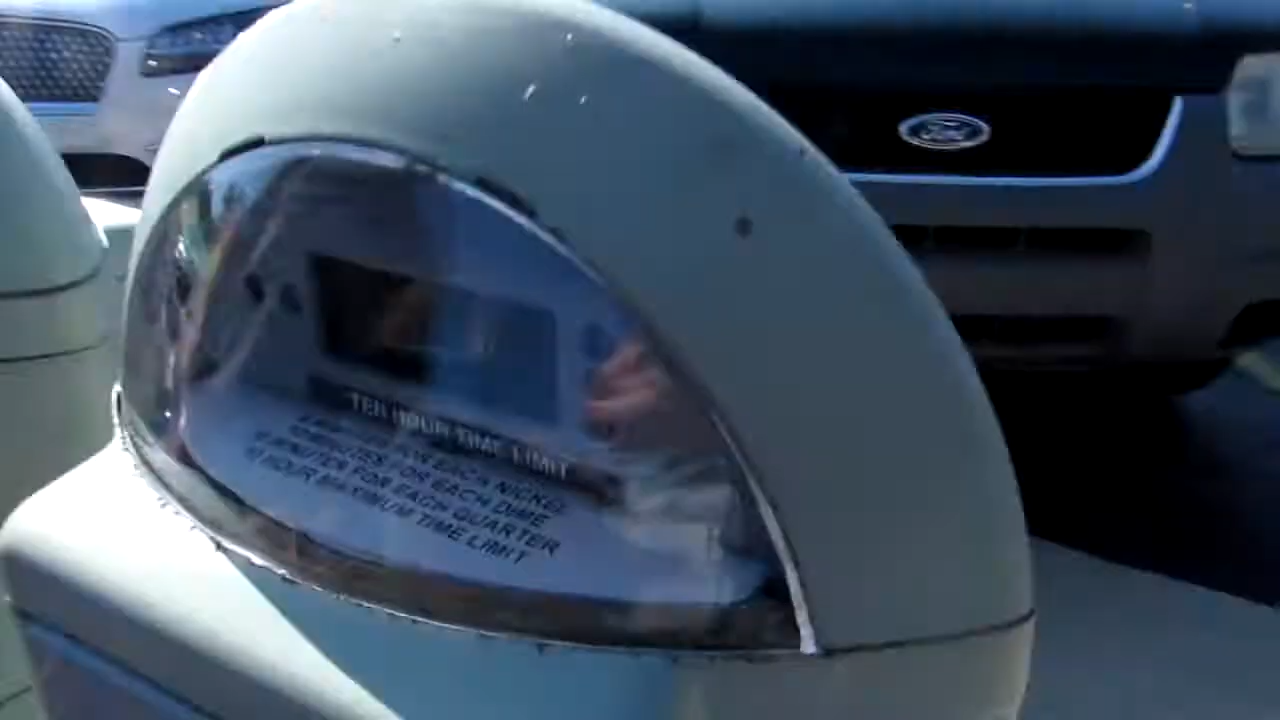 Ford
TEN HOUR TIME LIMIT
FOR EACH NICKEL
MINUTES FOR EACH DIME
MINUTES FOR EACH QUARTER
10 HOUR MAXIMUM TIME LIMIT